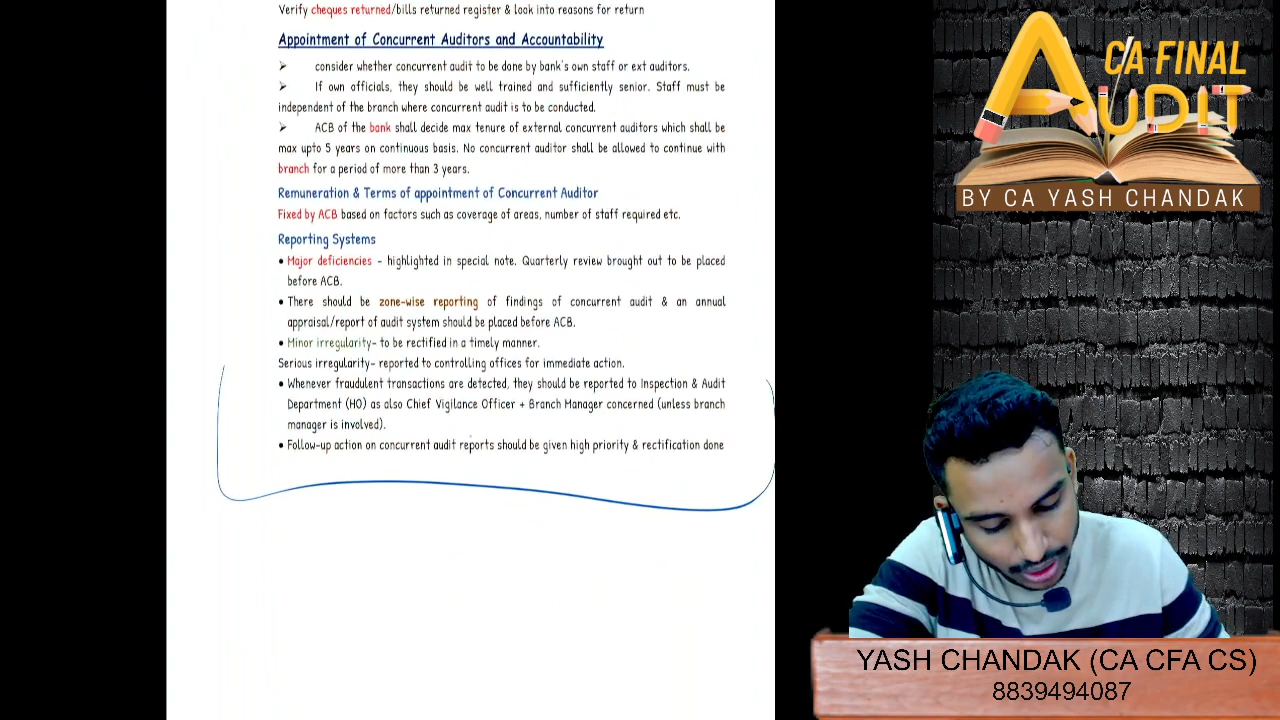 Verify cheques returned/bills returned register & look into reasons for return
Appointment of Concurrent Auditors and Accountability
➢ consider whether concurrent audit to be done by bank's own staff or ext auditors.
➢ If own officials, they should be well trained and sufficiently senior. Staff must be
independent of the branch where concurrent audit is to be conducted.
➢ ACB of the bank shall decide max tenure of external concurrent auditors which shall be
max upto 5 years on continuous basis. No concurrent auditor shall be allowed to continue with
branch for a period of more than 3 years.
Remuneration & Terms of appointment of Concurrent Auditor
Fixed by ACB based on factors such as coverage of areas, number of staff required etc.
Reporting Systems
• Major deficiencies - highlighted in special note. Quarterly review brought out to be placed
before ACB.
• There should be zone-wise reporting of findings of concurrent audit & an annual
appraisal/report of audit system should be placed before ACB.
• Minor irregularity- to be rectified in a timely manner.
Serious irregularity- reported to controlling offices for immediate action.
• Whenever fraudulent transactions are detected, they should be reported to Inspection & Audit
Department (HO) as also Chief Vigilance Officer + Branch Manager concerned (unless branch
manager is involved).
• Follow-up action on concurrent audit reports should be given high priority & rectification done
CA FINAL
AUDIT
BY CA YASH CHANDAK
YASH CHANDAK (CA CFA CS)
8839494087